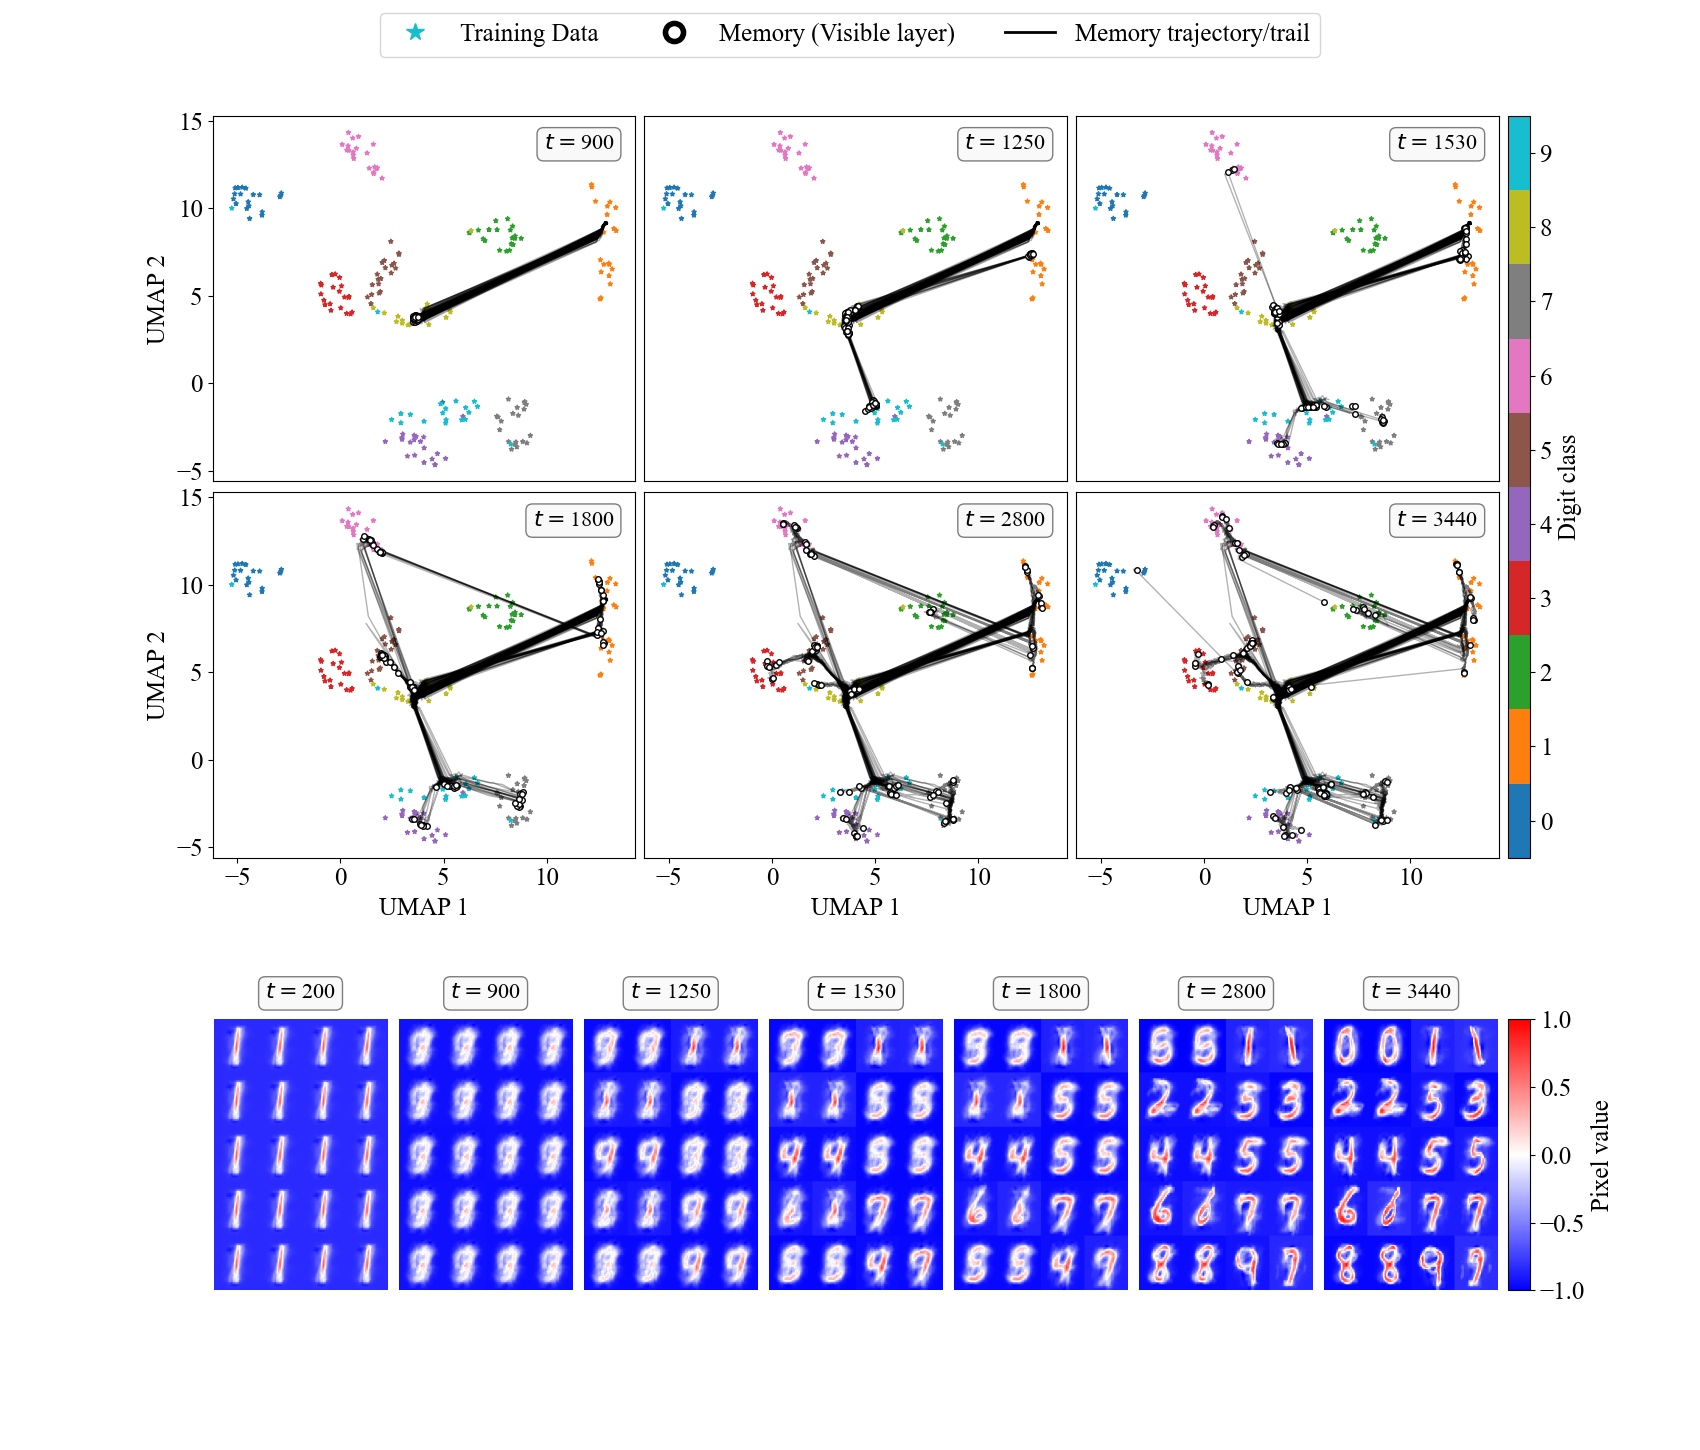 Training Data Memory (Visible layer) Memory trajectory/trail
t = 900 t = 1250 t = 1530
15
10
5
0
−5
UMAP 2
t = 1800 t = 2800 t = 3440
15
10
5
0
−5
UMAP 2
−5 0 5 10 −5 0 5 10 −5 0 5 10
UMAP 1 UMAP 1 UMAP 1
9
8
7
6
5
4
3
2
1
0
Digit class
t = 200 t = 900 t = 1250 t = 1530 t = 1800 t = 2800 t = 3440
1.0
0.5
0.0
−0.5
−1.0
Pixel value